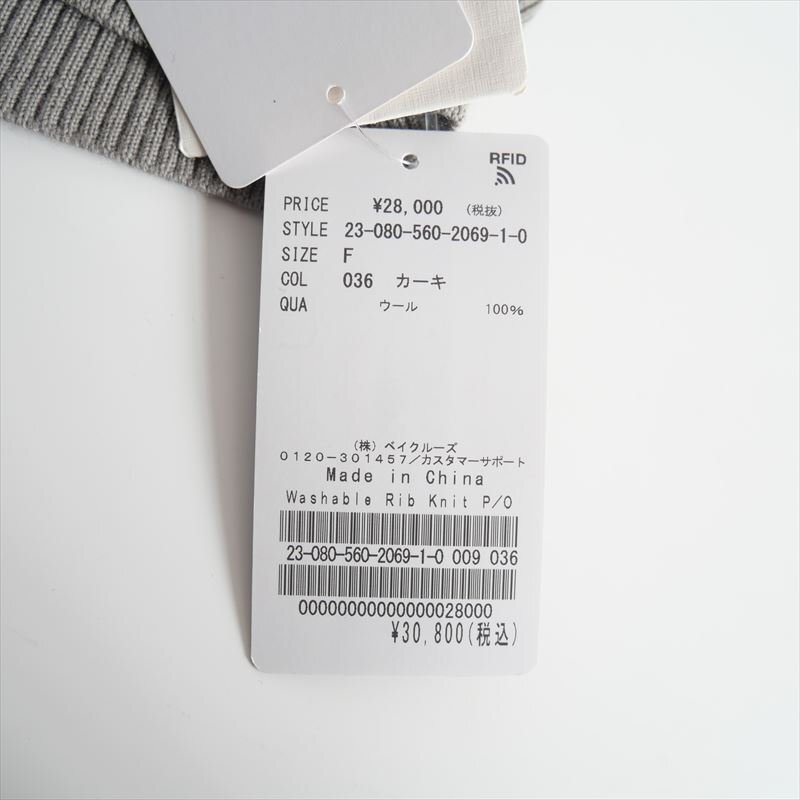 RFID
PRICE ¥28,000 (税抜)
STYLE 23-080-560-2069-1-0
SIZE F
COL 036 カーキ
QUA ウール 100%
(株) ベイクルーズ
0120-301457/カスタマーサポート
Made in China
Washable Rib Knit P/O
23-080-560-2069-1-0 009 036
00000000000000028000
¥30,800(税込)